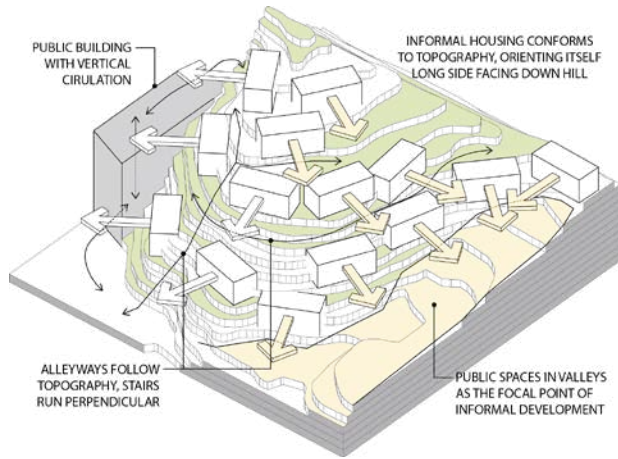 PUBLIC BUILDING
WITH VERTICAL
CIRULATION
INFORMAL HOUSING CONFORMS
TO TOPOGRAPHY, ORIENTING ITSELF
LONG SIDE FACING DOWN HILL
ALLEYWAYS FOLLOW
TOPOGRAPHY, STAIRS
RUN PERPENDICULAR
PUBLIC SPACES IN VALLEYS
AS THE FOCAL POINT OF
INFORMAL DEVELOPMENT